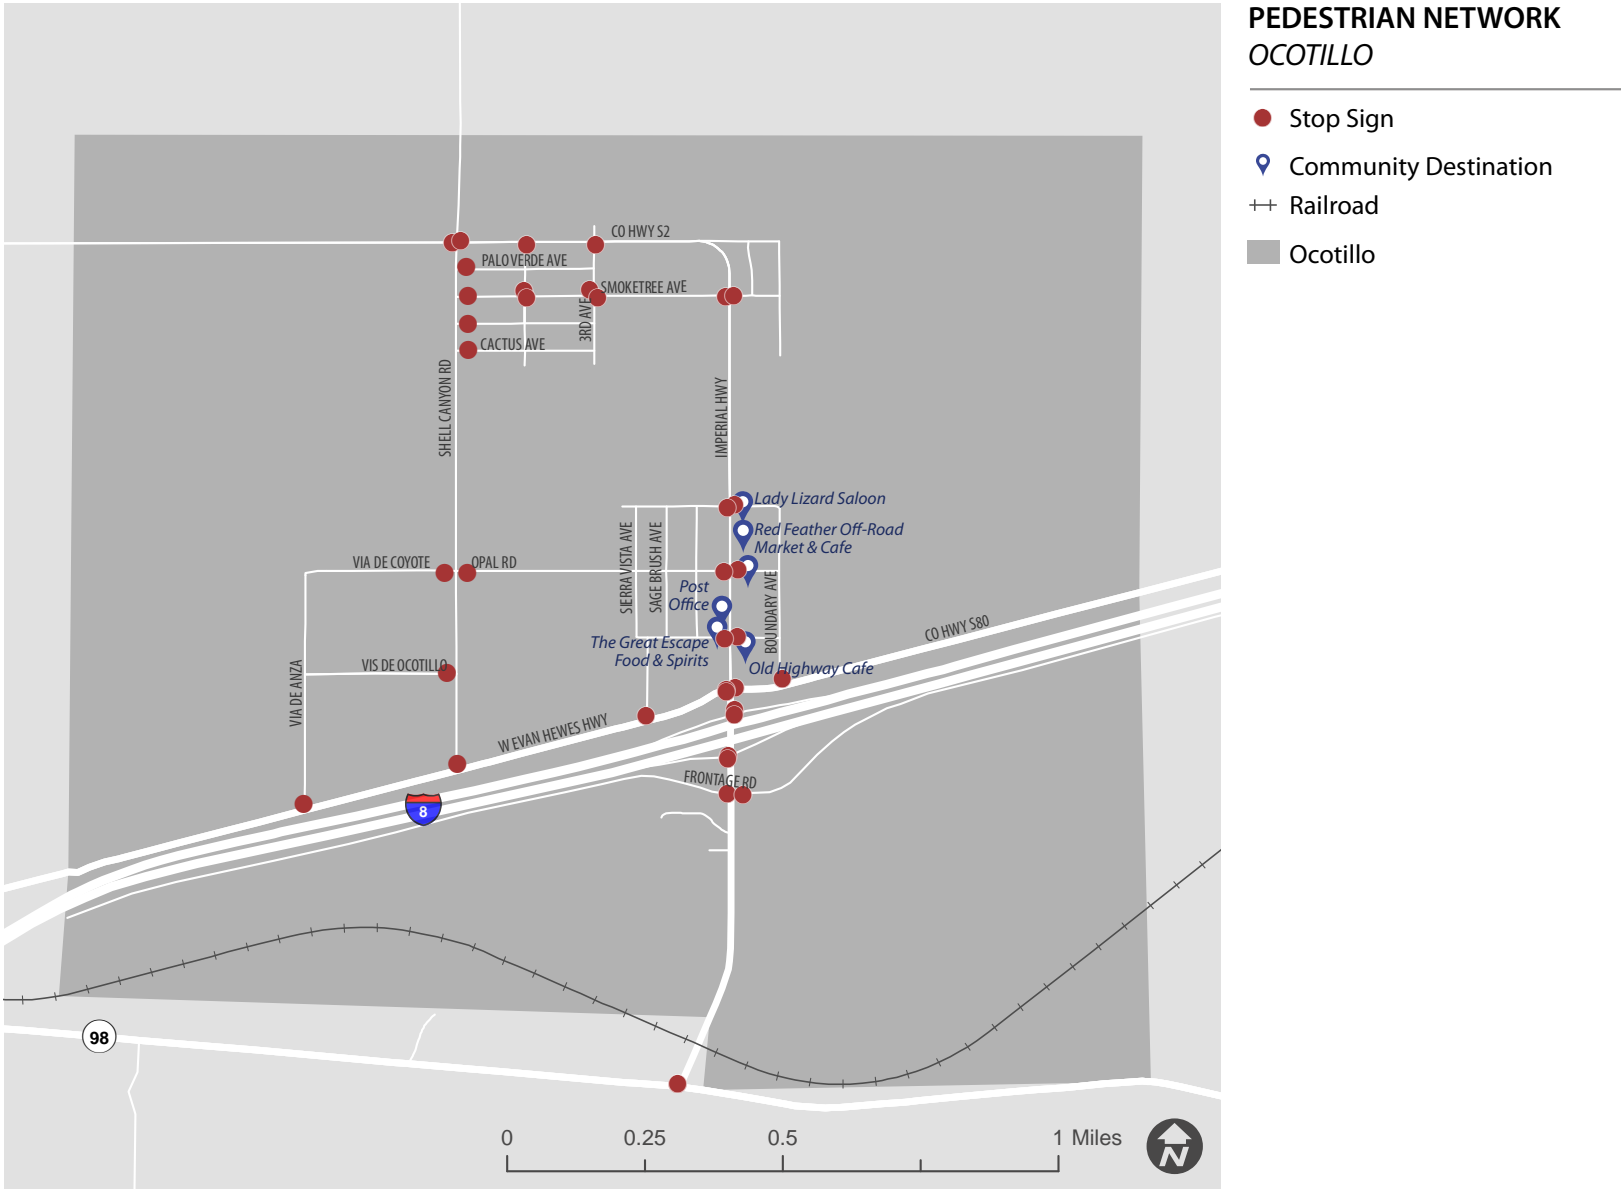 PEDESTRIAN NETWORK
OCOTILLO
Stop Sign
Community Destination
Railroad
Ocotillo
CO HWY S2
PALO VERDE AVE
SMOKETREE AVE
3RD AVE
CACTUS AVE
SHELL CANYON RD
IMPERIAL HWY
Lady Lizard Saloon
Red Feather Off-Road
Market & Cafe
SIERRA VISTA AVE
SAGE BRUSH AVE
VIA DE COYOTE
OPAL RD
Post
Office
BOUNDARY AVE
The Great Escape
Food & Spirits
Old Highway Cafe
CO HWY S80
VIS DE OCOTILLO
VIA DE ANZA
W EVAN HEWES HWY
FRONTAGE RD
8
98
0 0.25 0.5 1 Miles
N